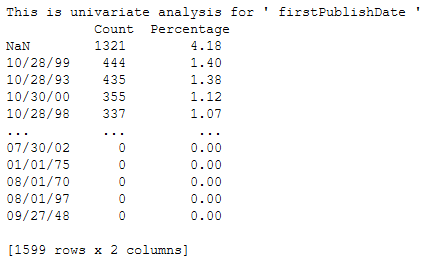 This is univariate analysis for ' firstPublishDate '
Count Percentage
NaN 1321 4.18
10/28/99 444 1.40
10/28/93 435 1.38
10/30/00 355 1.12
10/28/98 337 1.07
... ... ...
07/30/02 0 0.00
01/01/75 0 0.00
08/01/70 0 0.00
08/01/97 0 0.00
09/27/48 0 0.00
[1599 rows x 2 columns]